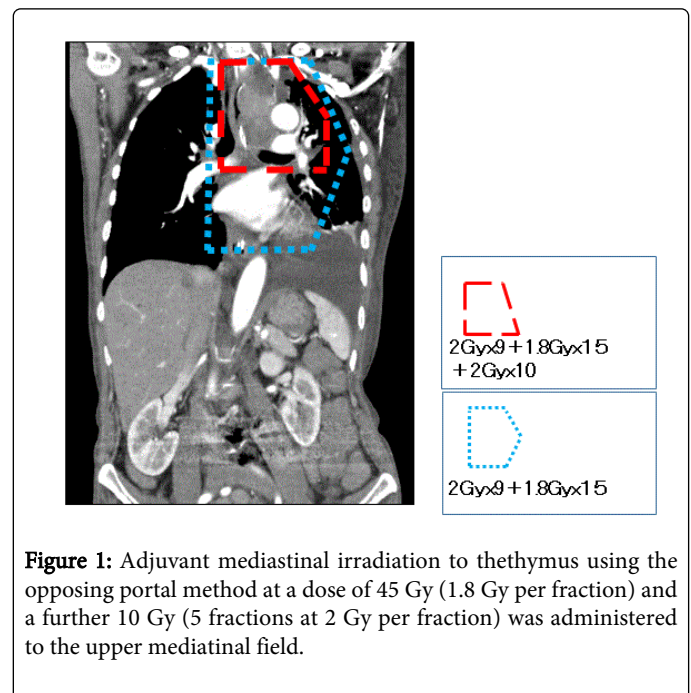 2Gyx9+1.8Gyx15
+2Gyx10
2Gyx9+1.8Gyx15
Figure 1: Adjuvant mediastinal irradiation to thethymus using the
opposing portal method at a dose of 45 Gy (1.8 Gy per fraction) and
a further 10 Gy (5 fractions at 2 Gy per fraction) was administered
to the upper mediatinal field.